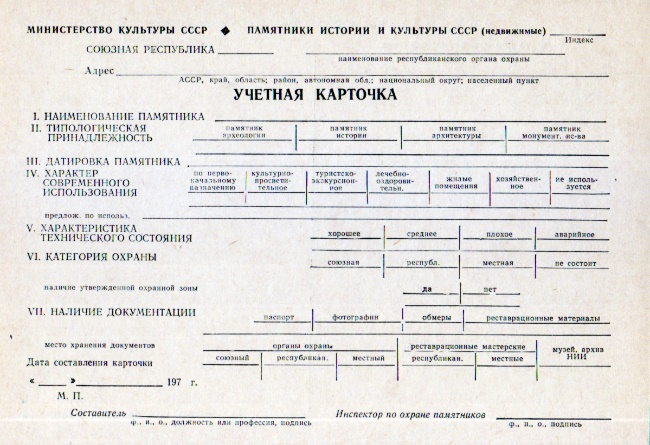 МИНИСТЕРСТВО КУЛЬТУРЫ СССР ◆ ПАМЯТНИКИ ИСТОРИИ И КУЛЬТУРЫ СССР (недвижимые)
Индекс
СОЮЗНАЯ РЕСПУБЛИКА
наименование республиканского органа охраны
Адрес
АССР, край, область; район, автономная обл.; национальный округ; населенный пункт
УЧЕТНАЯ КАРТОЧКА
I. НАИМЕНОВАНИЕ ПАМЯТНИКА
II. ТИПОЛОГИЧЕСКАЯ ПРИНАДЛЕЖНОСТЬ
памятник археологии памятник истории памятник архитектуры памятник монумент. ис-ва
III. ДАТИРОВКА ПАМЯТНИКА
IV. ХАРАКТЕР СОВРЕМЕННОГО ИСПОЛЬЗОВАНИЯ
по первоначальному назначению культурно-просветительное туристско-экскурсионное лечебно-оздоровительн. жилые помещения хозяйственное не используется
предлож. по использ.
V. ХАРАКТЕРИСТИКА ТЕХНИЧЕСКОГО СОСТОЯНИЯ
хорошее среднее плохое аварийное
VI. КАТЕГОРИЯ ОХРАНЫ
союзная республ. местная не состоит
наличие утвержденной охранной зоны да нет
VII. НАЛИЧИЕ ДОКУМЕНТАЦИИ
паспорт фотографии обмеры реставрационные материалы
место хранения документов органы охраны реставрационные мастерские музей, архив НИИ
союзный республикан. местный республикан. местные
Дата составления карточки
« » 197 г.
М. П.
Составитель
ф., и., о., должность или профессия, подпись
Инспектор по охране памятников
ф., и., о., подпись